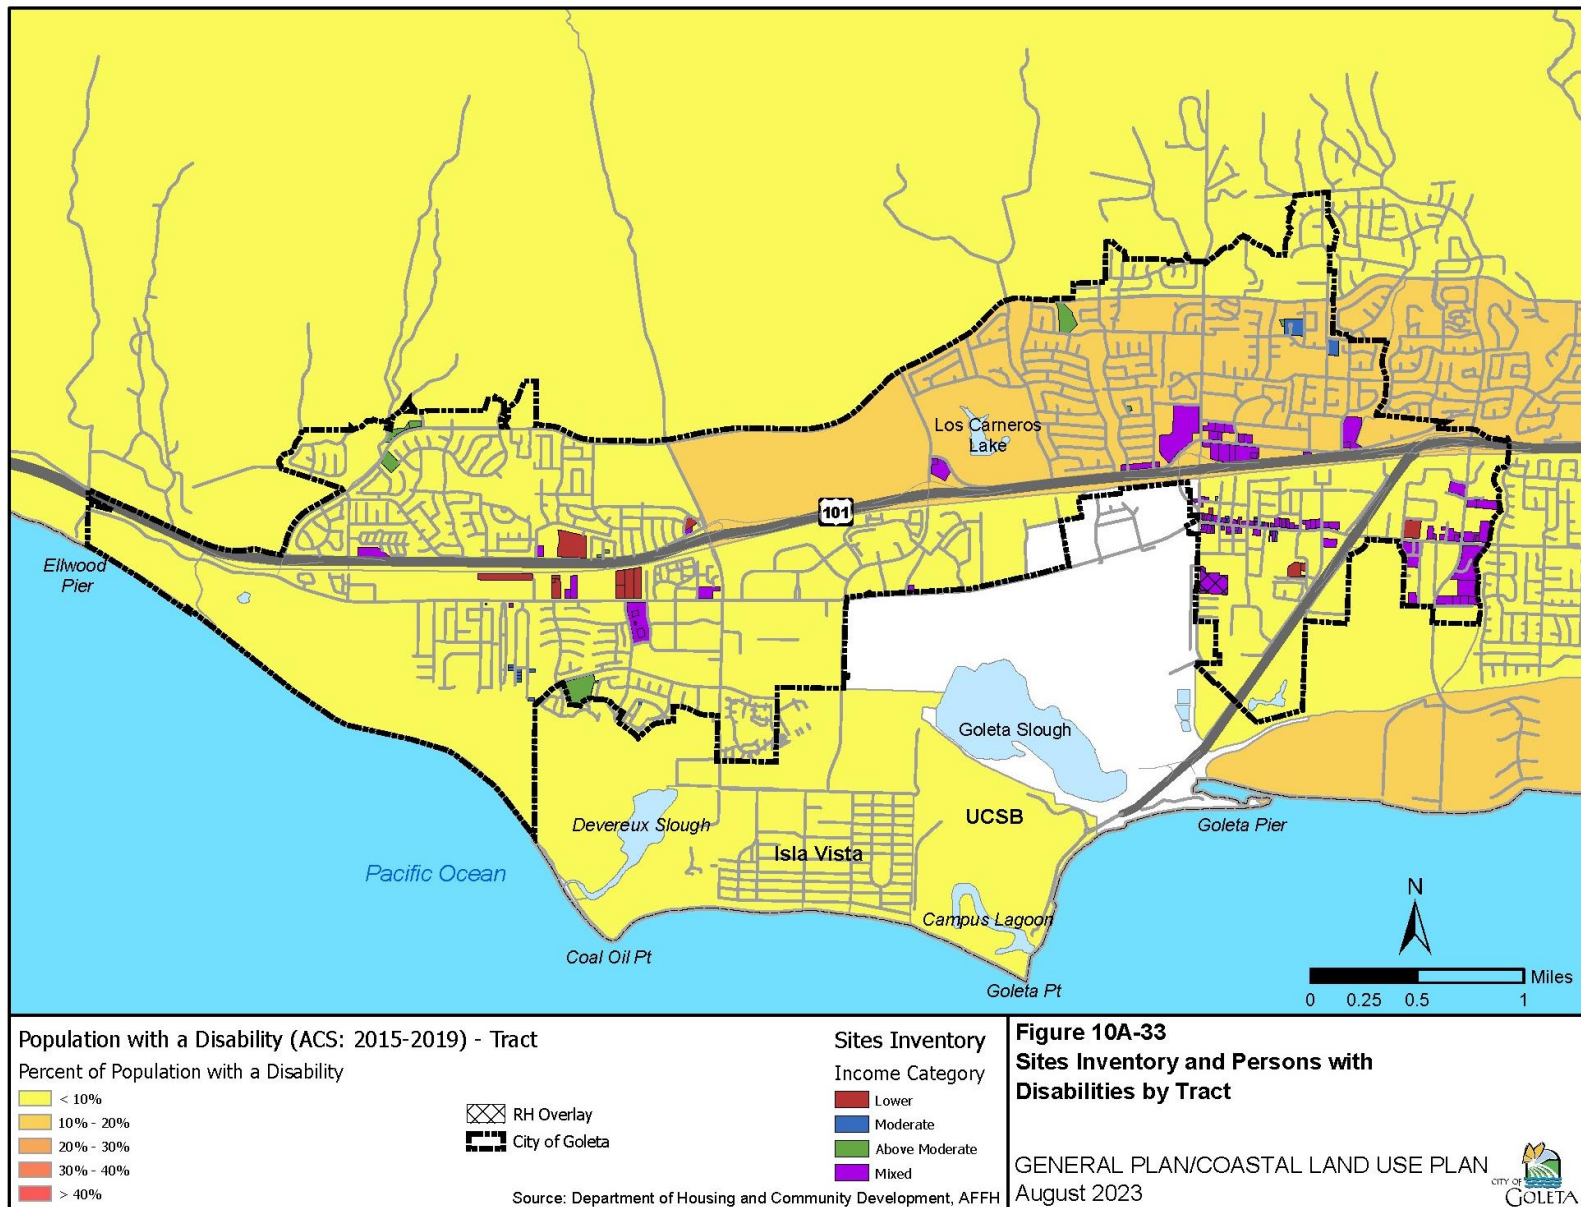 Los Carneros
Lake
101
Ellwood
Pier
Goleta Slough
Devereux Slough
UCSB
Goleta Pier
Isla Vista
Pacific Ocean
Campus Lagoon
N
Coal Oil Pt
Goleta Pt
Miles
0 0.25 0.5 1
Population with a Disability (ACS: 2015-2019) - Tract
Percent of Population with a Disability
< 10%
10% - 20%
20% - 30%
30% - 40%
> 40%
RH Overlay
City of Goleta
Sites Inventory
Income Category
Lower
Moderate
Above Moderate
Mixed
Source: Department of Housing and Community Development, AFFH
Figure 10A-33
Sites Inventory and Persons with
Disabilities by Tract
GENERAL PLAN/COASTAL LAND USE PLAN
August 2023
CITY OF
GOLETA